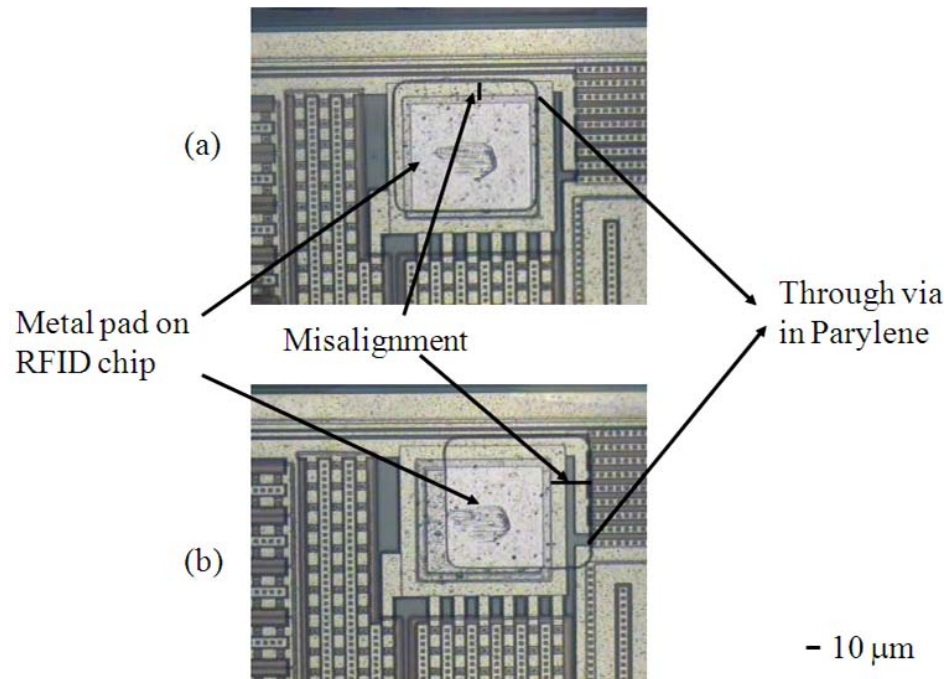 (a)
Metal pad on
RFID chip
Misalignment
Through via
in Parylene
(b)
- 10 μm